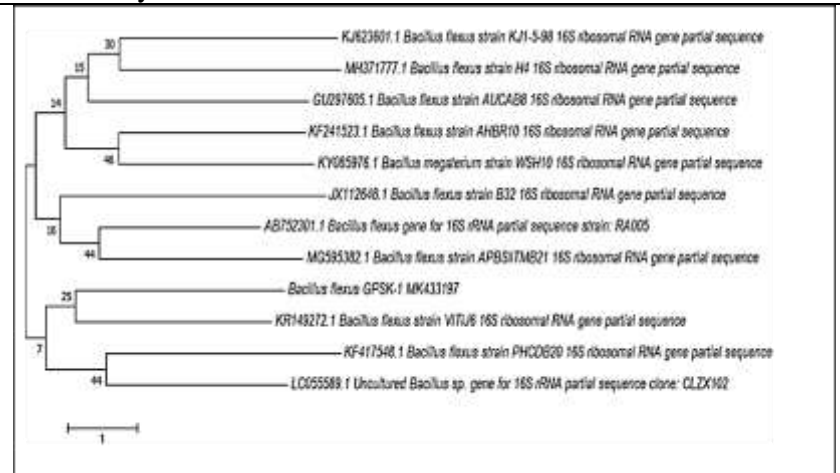 KJ623601.1 Bacillus flexus strain KJ1-5-98 16S ribosomal RNA gene partial sequence
30
MH371777.1 Bacillus flexus strain H4 16S ribosomal RNA gene partial sequence
15
GU297605.1 Bacillus flexus strain AUCAB8 16S ribosomal RNA gene partial sequence
14
KF241523.1 Bacillus flexus strain AHBR10 16S ribosomal RNA gene partial sequence
46
KY085976.1 Bacillus megaterium strain WSH10 16S ribosomal RNA gene partial sequence
JX112648.1 Bacillus flexus strain B32 16S ribosomal RNA gene partial sequence
16
AB752301.1 Bacillus flexus gene for 16S rRNA partial sequence strain: RA005
44
MG595382.1 Bacillus flexus strain APBSIITMB21 16S ribosomal RNA gene partial sequence
25
Bacillus flexus GPSK-1 MK433197
KR149272.1 Bacillus flexus strain VITU6 16S ribosomal RNA gene partial sequence
7
KF417548.1 Bacillus flexus strain PHCDB20 16S ribosomal RNA gene partial sequence
44
LC055589.1 Uncultured Bacillus sp. gene for 16S rRNA partial sequence clone: CLZX102
1